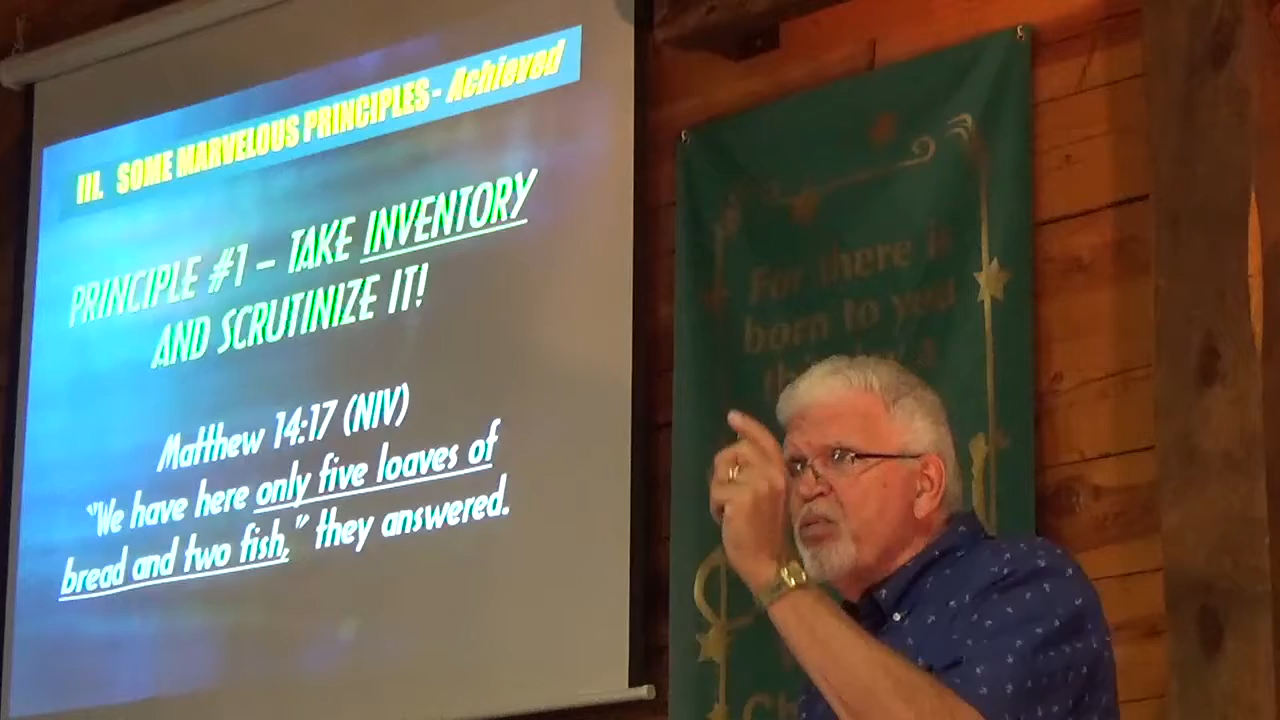 III. SOME MARVELOUS PRINCIPLES - Achieved
PRINCIPLE #1 – TAKE INVENTORY
AND SCRUTINIZE IT!
Matthew 14:17 (NIV)
“We have here only five loaves of
bread and two fish,” they answered.
For there is
born to you